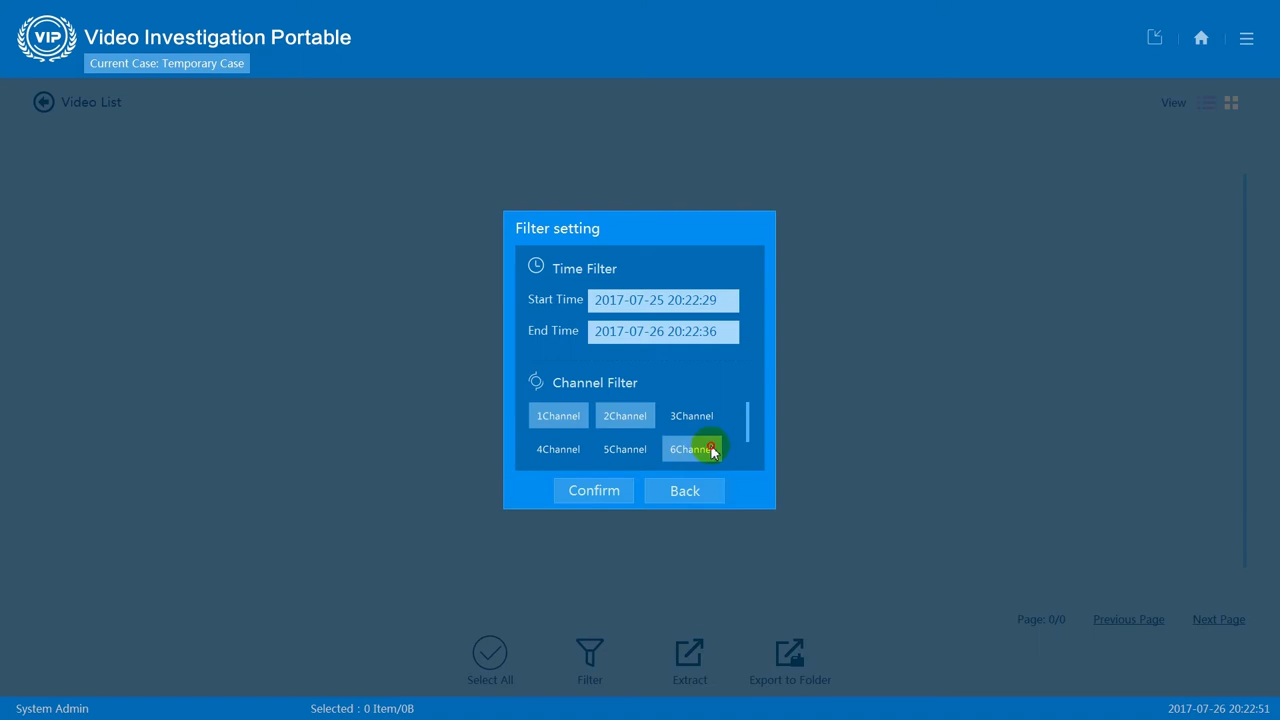 VIP
Video Investigation Portable
Current Case: Temporary Case
Video List
View
Filter setting
Time Filter
Start Time 2017-07-25 20:22:29
End Time 2017-07-26 20:22:36
Channel Filter
1Channel 2Channel 3Channel
4Channel 5Channel 6Channel
Confirm Back
Page: 0/0 Previous Page Next Page
Select All Filter Extract Export to Folder
System Admin Selected : 0 Item/0B 2017-07-26 20:22:51